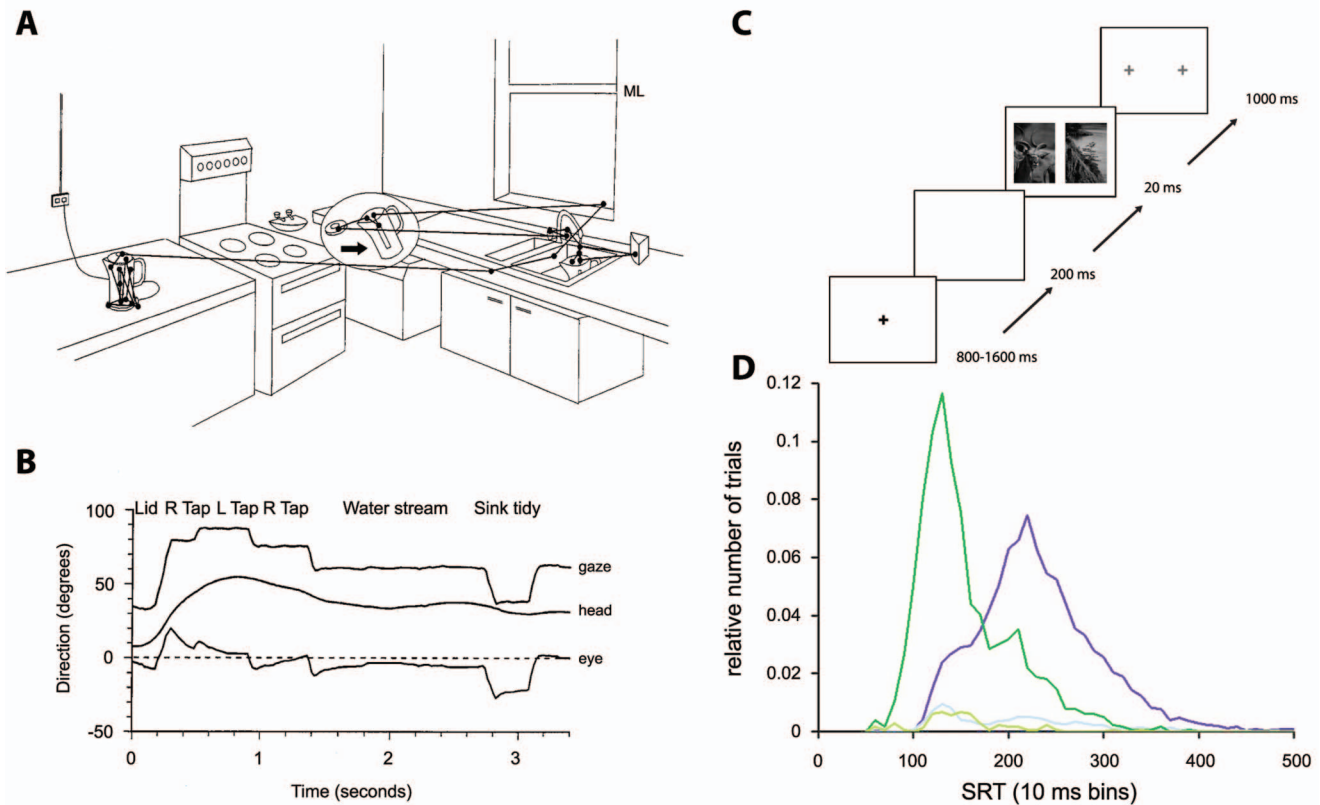 A
ML
B
Lid R Tap L Tap R Tap Water stream Sink tidy
100
50
0
-50
Direction (degrees)
gaze
head
eye
0 1 2 3
Time (seconds)
C
1000 ms
20 ms
200 ms
800-1600 ms
D
0.12
0.1
0.08
0.06
0.04
0.02
0
relative number of trials
0 100 200 300 400 500
SRT (10 ms bins)